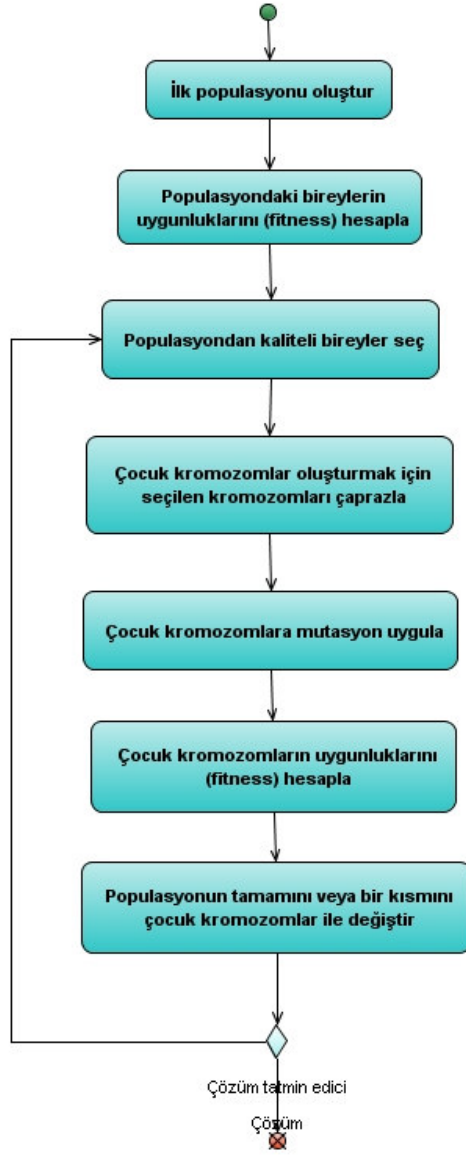 İlk populasyonu oluştur
Populasyondaki bireylerin
uygunluklarını (fitness) hesapla
Populasyondan kaliteli bireyler seç
Çocuk kromozomlar oluşturmak için
seçilen kromozomları çaprazla
Çocuk kromozomlara mutasyon uygula
Çocuk kromozomların uygunluklarını
(fitness) hesapla
Populasyonun tamamını veya bir kısmını
çocuk kromozomlar ile değiştir
Çözüm tatmin edici
Çözüm